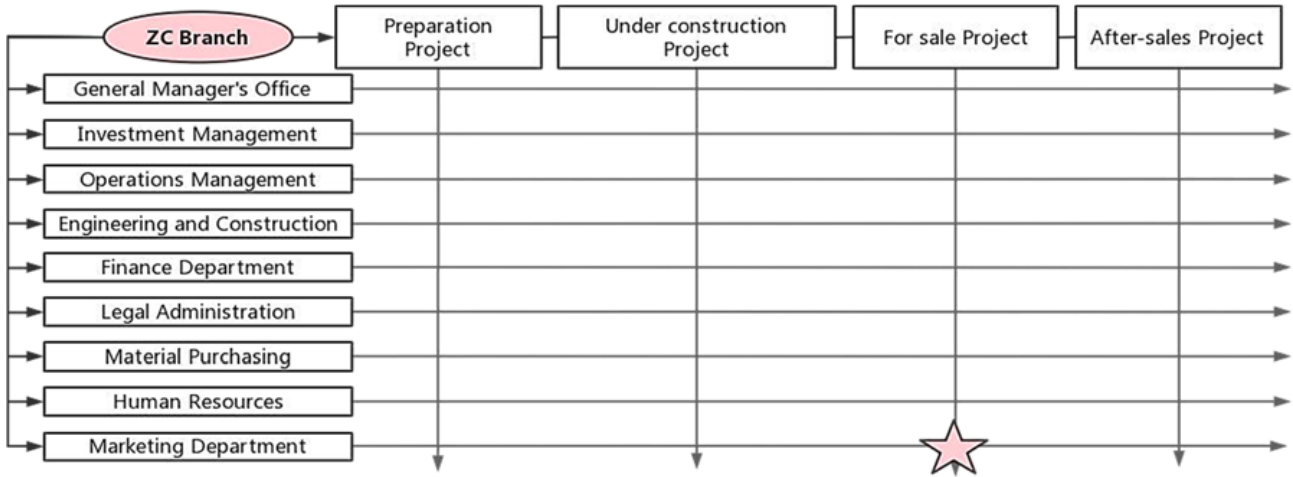 ZC Branch
Preparation
Project
Under construction
Project
For sale Project
After-sales Project
General Manager's Office
Investment Management
Operations Management
Engineering and Construction
Finance Department
Legal Administration
Material Purchasing
Human Resources
Marketing Department